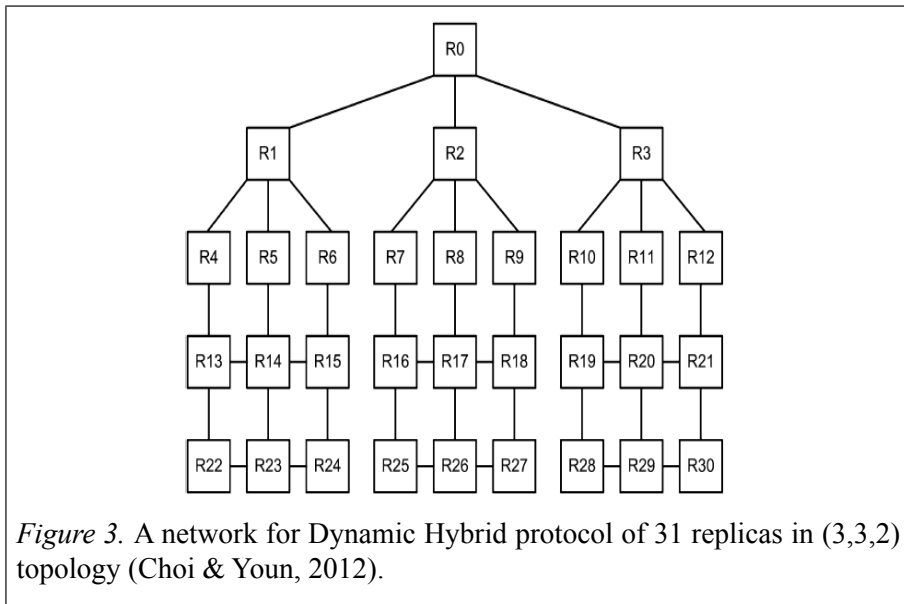 R0
R1 R2 R3
R4 R5 R6 R7 R8 R9 R10 R11 R12
R13 R14 R15 R16 R17 R18 R19 R20 R21
R22 R23 R24 R25 R26 R27 R28 R29 R30
Figure 3. A network for Dynamic Hybrid protocol of 31 replicas in (3,3,2)
topology (Choi & Youn, 2012).